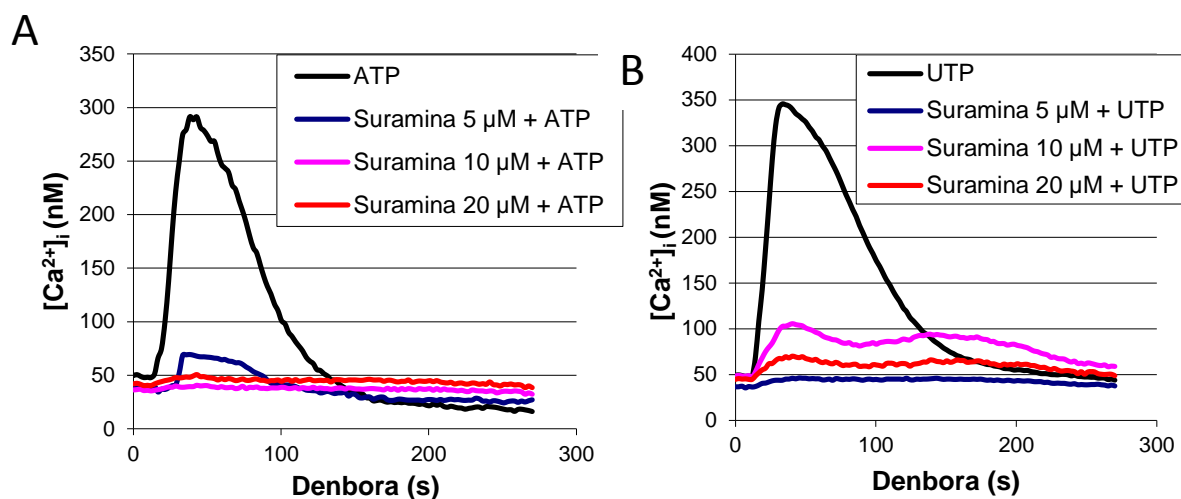 A
350
300
250
200
150
100
50
0
[Ca²⁺]ᵢ (nM)
ATP
Suramina 5 µM + ATP
Suramina 10 µM + ATP
Suramina 20 µM + ATP
0
100
200
300
Denbora (s)
B
400
350
300
250
200
150
100
50
0
[Ca²⁺]ᵢ (nM)
UTP
Suramina 5 µM + UTP
Suramina 10 µM + UTP
Suramina 20 µM + UTP
0
100
200
300
Denbora (s)